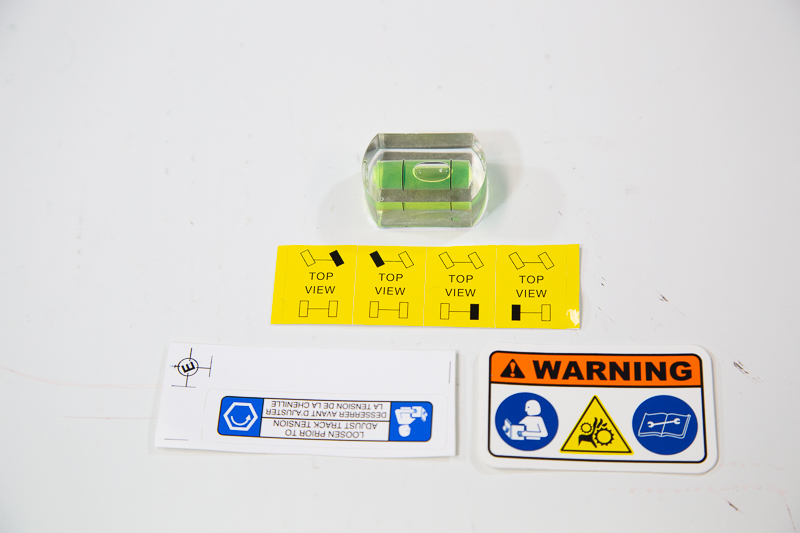 TOP
VIEW
TOP
VIEW
TOP
VIEW
TOP
VIEW
E
LOOSEN PRIOR TO
ADJUST TRACK TENSION
DESSERRER AVANT D'AJUSTER
LA TENSION DE LA CHENILLE
WARNING